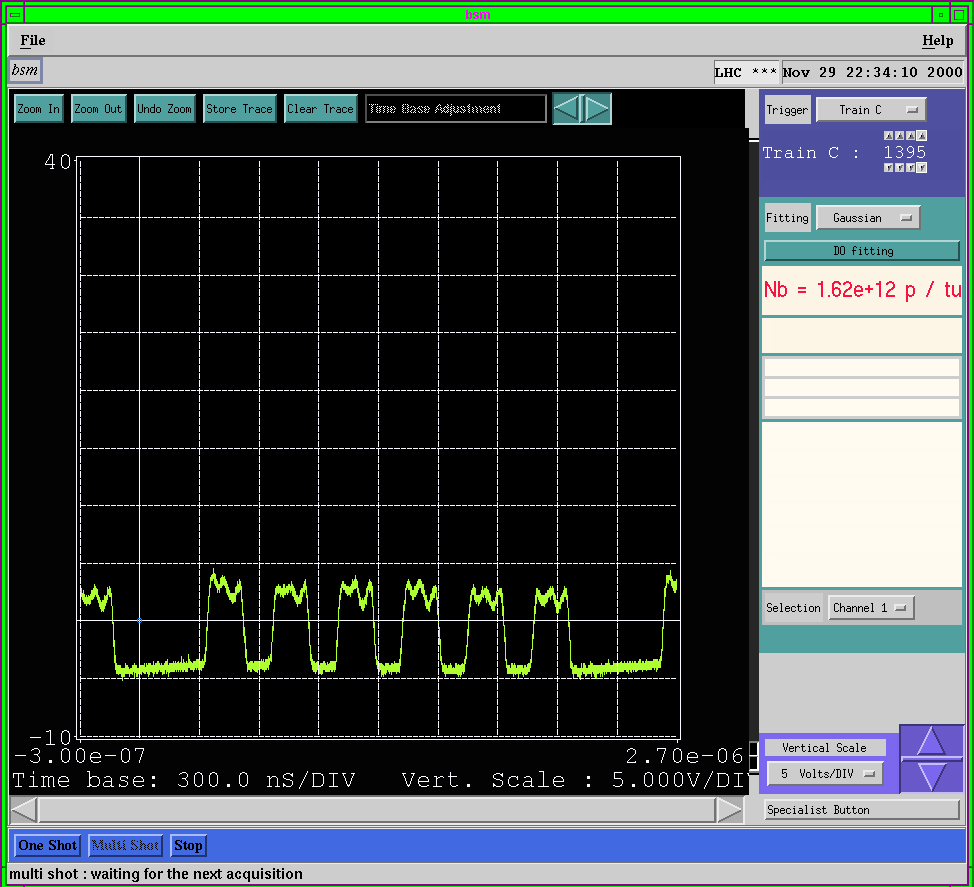 bsm
File Help
bsm LHC *** Nov 29 22:34:10 2000
Zoom In Zoom Out Undo Zoom Store Trace Clear Trace Time Base Adjustment
Trigger Train C
Train C : 1395
Fitting Gaussian
DO fitting
Nb = 1.62e+12 p / tu
40
Selection Channel 1
-10
-3.00e-07 2.70e-06
Time base: 300.0 nS/DIV Vert. Scale : 5.000V/DI
Vertical Scale
5 Volts/DIV
Specialist Button
One Shot Multi Shot Stop
multi shot : waiting for the next acquisition